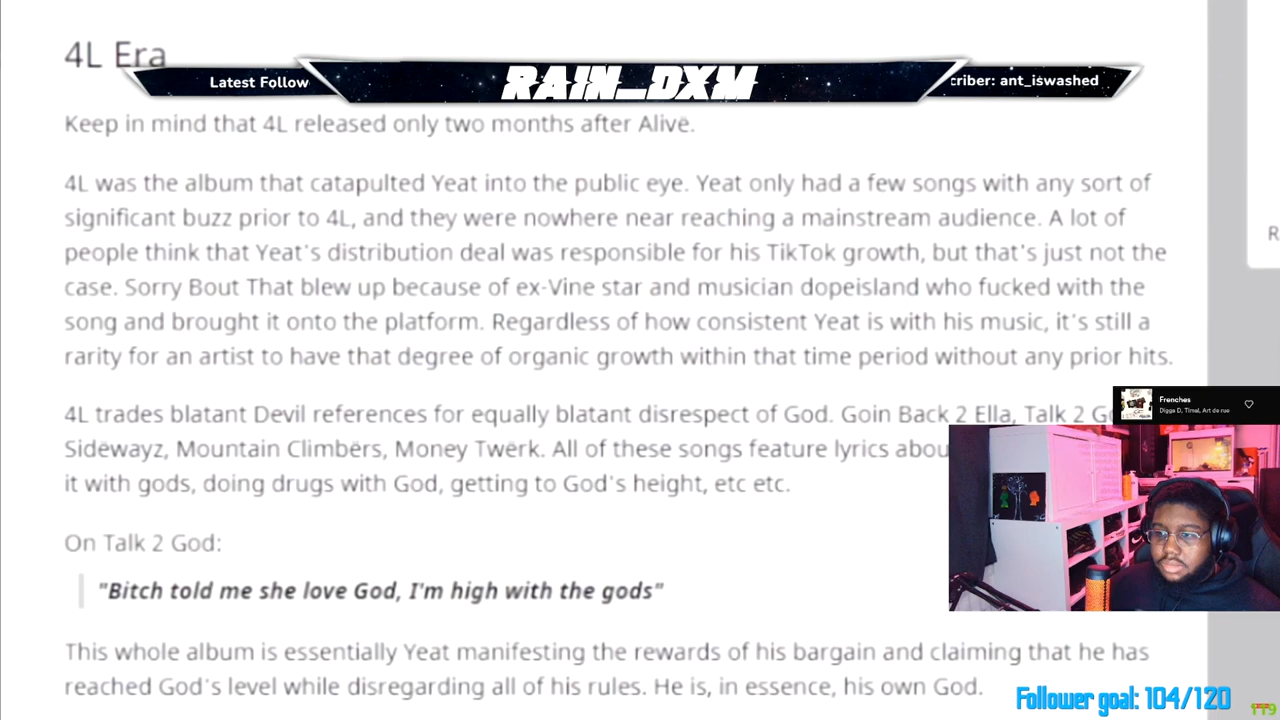 4L Era
Latest Follow
RAIN_DXM
criber: ant_iswashed
Keep in mind that 4L released only two months after Alive.
4L was the album that catapulted Yeat into the public eye. Yeat only had a few songs with any sort of
significant buzz prior to 4L, and they were nowhere near reaching a mainstream audience. A lot of
people think that Yeat's distribution deal was responsible for his TikTok growth, but that's just not the
case. Sorry Bout That blew up because of ex-Vine star and musician dopeisland who fucked with the
song and brought it onto the platform. Regardless of how consistent Yeat is with his music, it's still a
rarity for an artist to have that degree of organic growth within that time period without any prior hits.
4L trades blatant Devil references for equally blatant disrespect of God. Goin Back 2 Ella, Talk 2 G
Sidëwayz, Mountain Climbers, Money Twerk. All of these songs feature lyrics abou
it with gods, doing drugs with God, getting to God's height, etc etc.
On Talk 2 God:
"Bitch told me she love God, I'm high with the gods"
This whole album is essentially Yeat manifesting the rewards of his bargain and claiming that he has
reached God's level while disregarding all of his rules. He is, in essence, his own God.
R
Frenches
Digga D, Timal, Art de rue
Follower goal: 104/120
119